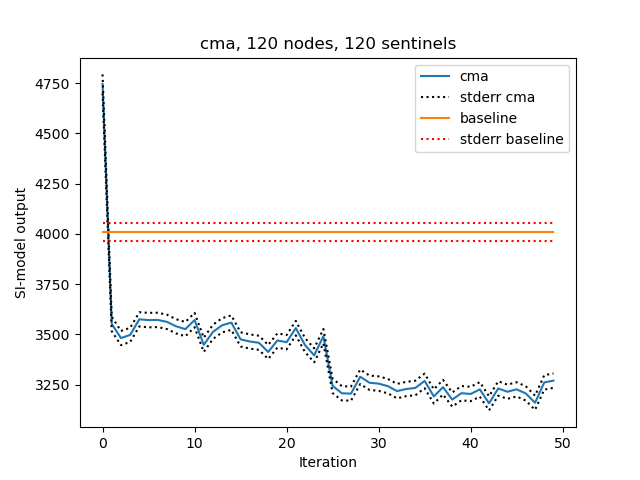 cma, 120 nodes, 120 sentinels
cma
stderr cma
baseline
stderr baseline
SI-model output
4750
4500
4250
4000
3750
3500
3250
0 10 20 30 40 50
Iteration